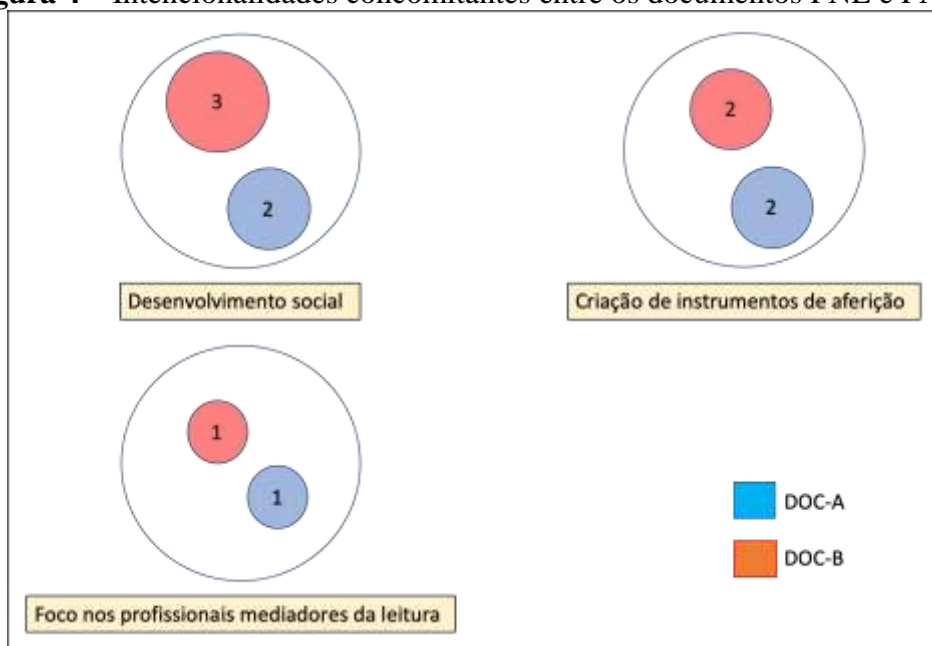 Intencionalidades concomitantes entre os documentos
3
2
Desenvolvimento social
2
2
Criação de instrumentos de aferição
1
1
Foco nos profissionais mediadores da leitura
DOC-A
DOC-B